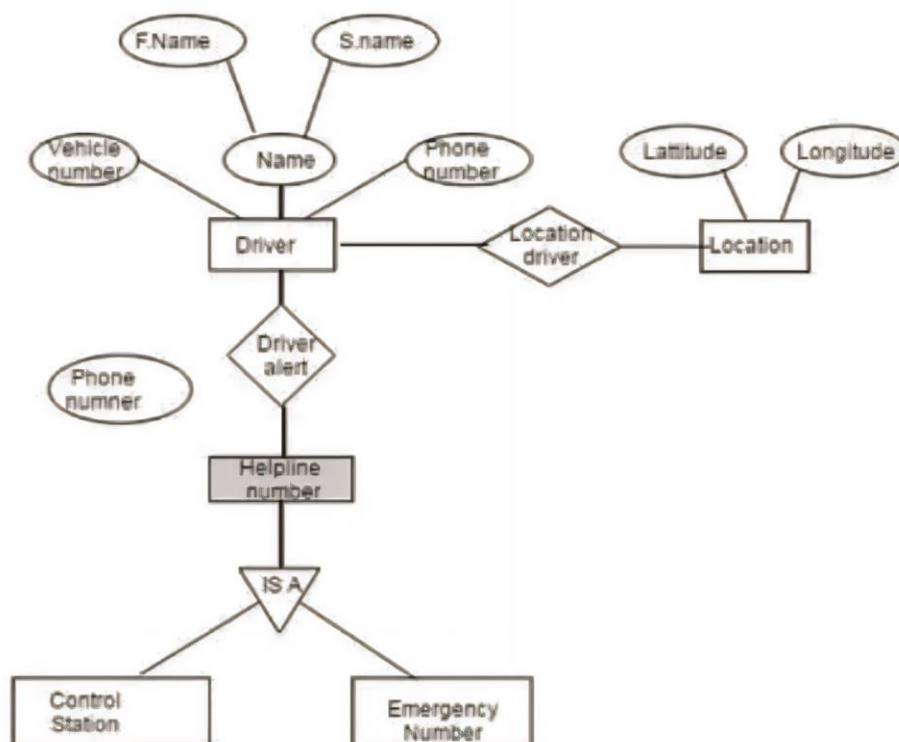 F.Name
S.name
Vehicle
number
Name
Phone
number
Lattitude
Longitude
Driver
Location
driver
Location
Driver
alert
Phone
numner
Helpline
number
IS A
Control
Station
Emergency
Number